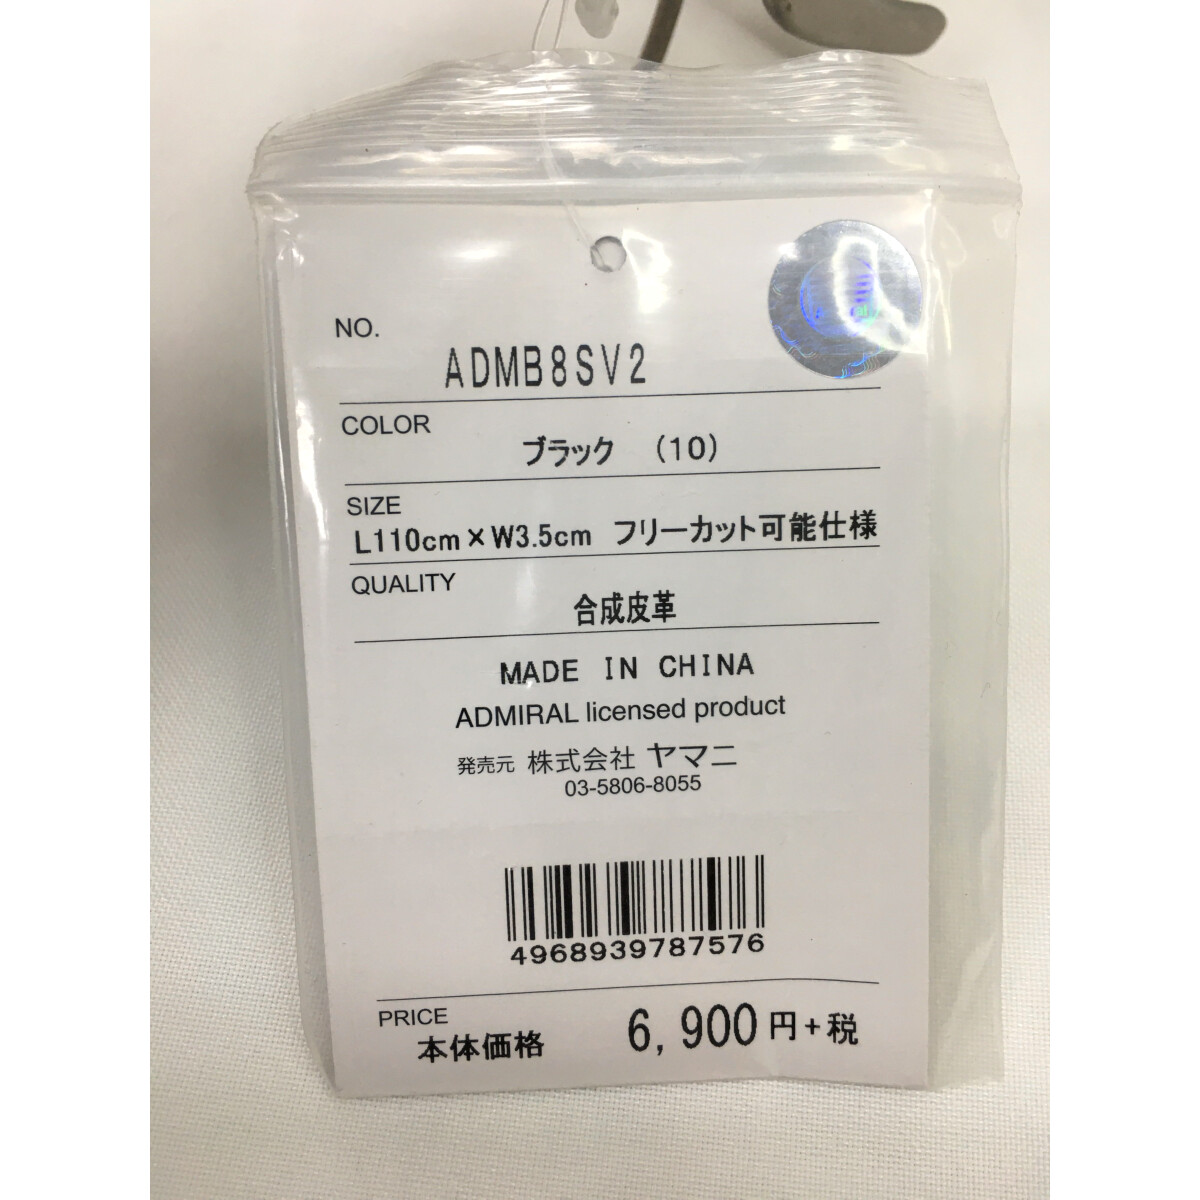 NO.
ADMB8SV2
COLOR
ブラック (10)
SIZE
L110cm×W3.5cm フリーカット可能仕様
QUALITY
合成皮革
MADE IN CHINA
ADMIRAL licensed product
発売元 株式会社 ヤマニ
03-5806-8055
4968939787576
PRICE
本体価格 6,900円+税